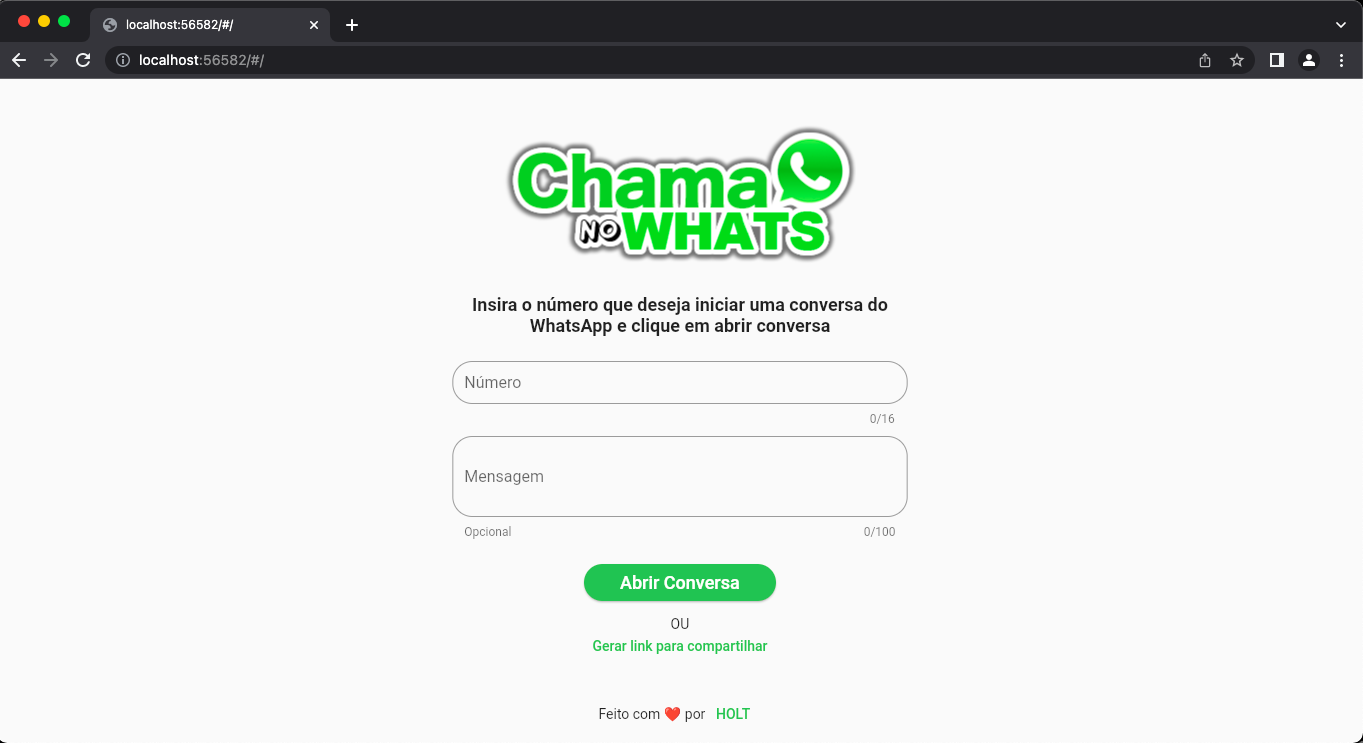 localhost:56582/#/
localhost:56582/#/
Chama
NO WHATS
Insira o número que deseja iniciar uma conversa do
WhatsApp e clique em abrir conversa
Número
0/16
Mensagem
Opcional 0/100
Abrir Conversa
OU
Gerar link para compartilhar
Feito com ❤️ por HOLT